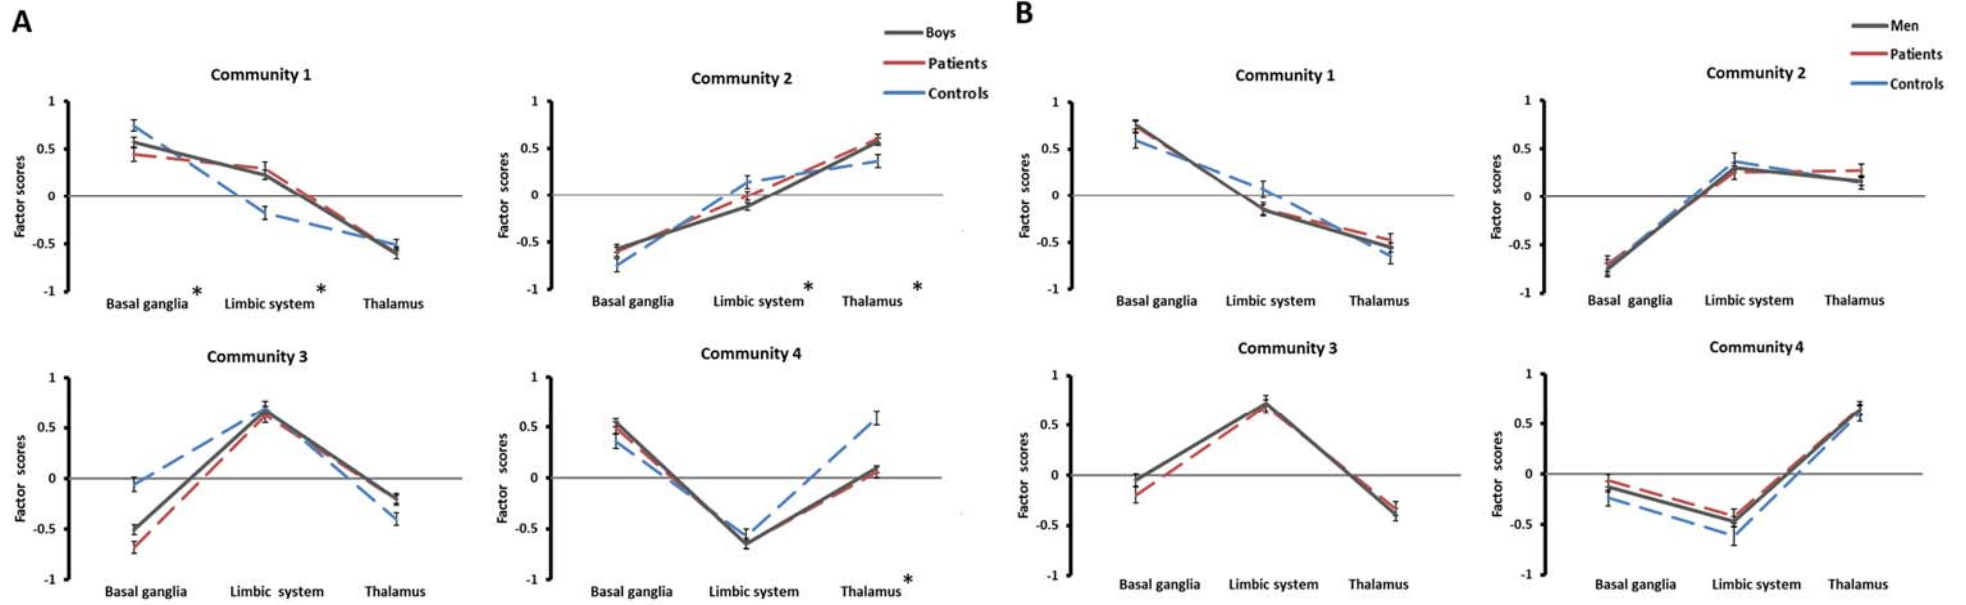 A
Boys
Patients
Controls
Community 1
Factor scores
1
0.5
0
-0.5
-1
Basal ganglia * Limbic system * Thalamus
Community 2
Factor scores
1
0.5
0
-0.5
-1
Basal ganglia Limbic system * Thalamus *
Community 3
Factor scores
1
0.5
0
-0.5
-1
Basal ganglia Limbic system Thalamus
Community 4
Factor scores
1
0.5
0
-0.5
-1
Basal ganglia Limbic system Thalamus *
B
Men
Patients
Controls
Community 1
Factor scores
1
0.5
0
-0.5
-1
Basal ganglia Limbic system Thalamus
Community 2
Factor scores
1
0.5
0
-0.5
-1
Basal ganglia Limbic system Thalamus
Community 3
Factor scores
1
0.5
0
-0.5
-1
Basal ganglia Limbic system Thalamus
Community 4
Factor scores
1
0.5
0
-0.5
-1
Basal ganglia Limbic system Thalamus